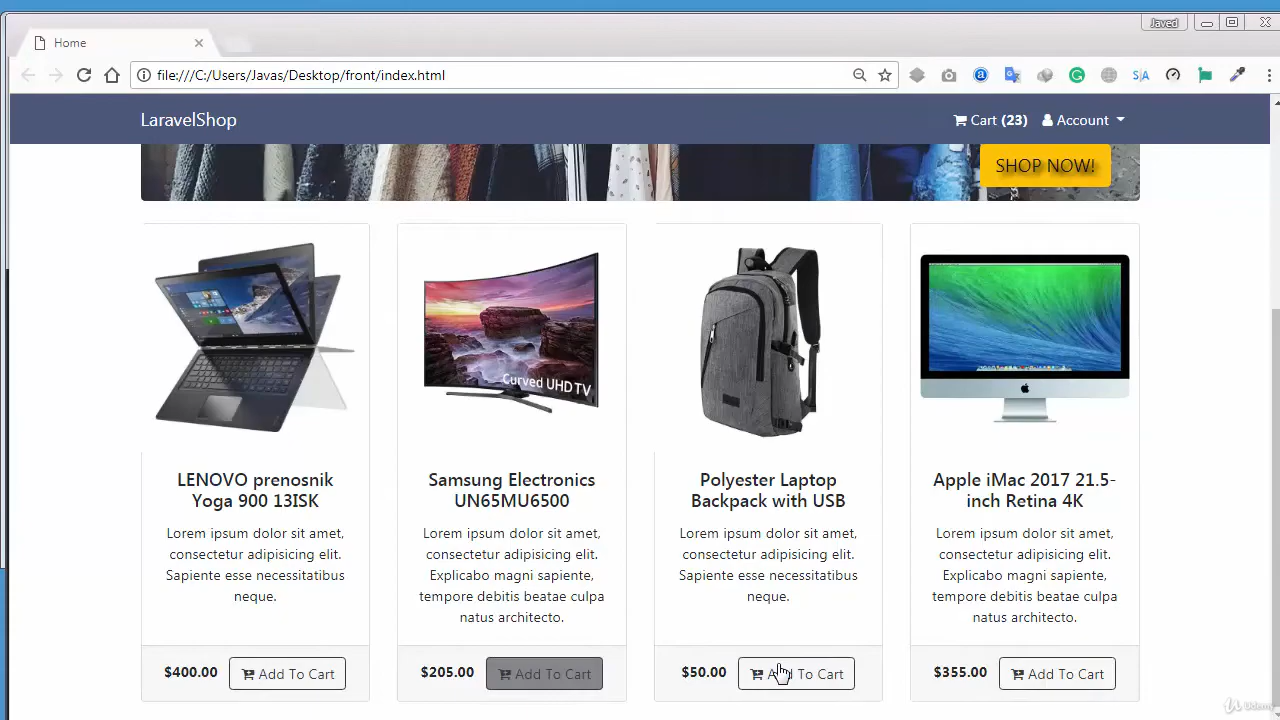 Javed
Home
file:///C:/Users/Javas/Desktop/front/index.html
LaravelShop
Cart (23)
Account
SHOP NOW!
Curved UHD TV
LENOVO prenosnik
Yoga 900 13ISK
Lorem ipsum dolor sit amet,
consectetur adipisicing elit.
Sapiente esse necessitatibus
neque.
$400.00
Add To Cart
Samsung Electronics
UN65MU6500
Lorem ipsum dolor sit amet,
consectetur adipisicing elit.
Explicabo magni sapiente,
tempore debitis beatae culpa
natus architecto.
$205.00
Add To Cart
Polyester Laptop
Backpack with USB
Lorem ipsum dolor sit amet,
consectetur adipisicing elit.
Sapiente esse necessitatibus
neque.
$50.00
Add To Cart
Apple iMac 2017 21.5-
inch Retina 4K
Lorem ipsum dolor sit amet,
consectetur adipisicing elit.
Explicabo magni sapiente,
tempore debitis beatae culpa
natus architecto.
$355.00
Add To Cart
Udemy